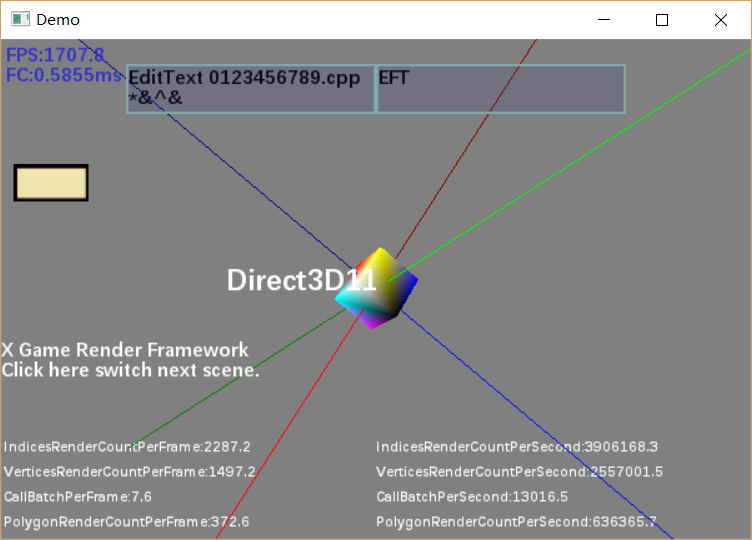 Demo
FPS:1707.8
FC:0.5855ms
EditText 0123456789.cpp
*&^&
EFT
Direct3D11
X Game Render Framework
Click here switch next scene.
IndicesRenderCountPerFrame:2287.2
IndicesRenderCountPerSecond:3906168.3
VerticesRenderCountPerFrame:1497.2
VerticesRenderCountPerSecond:2557001.5
CallBatchPerFrame:7.6
CallBatchPerSecond:13016.5
PolygonRenderCountPerFrame:372.6
PolygonRenderCountPerSecond:636365.7